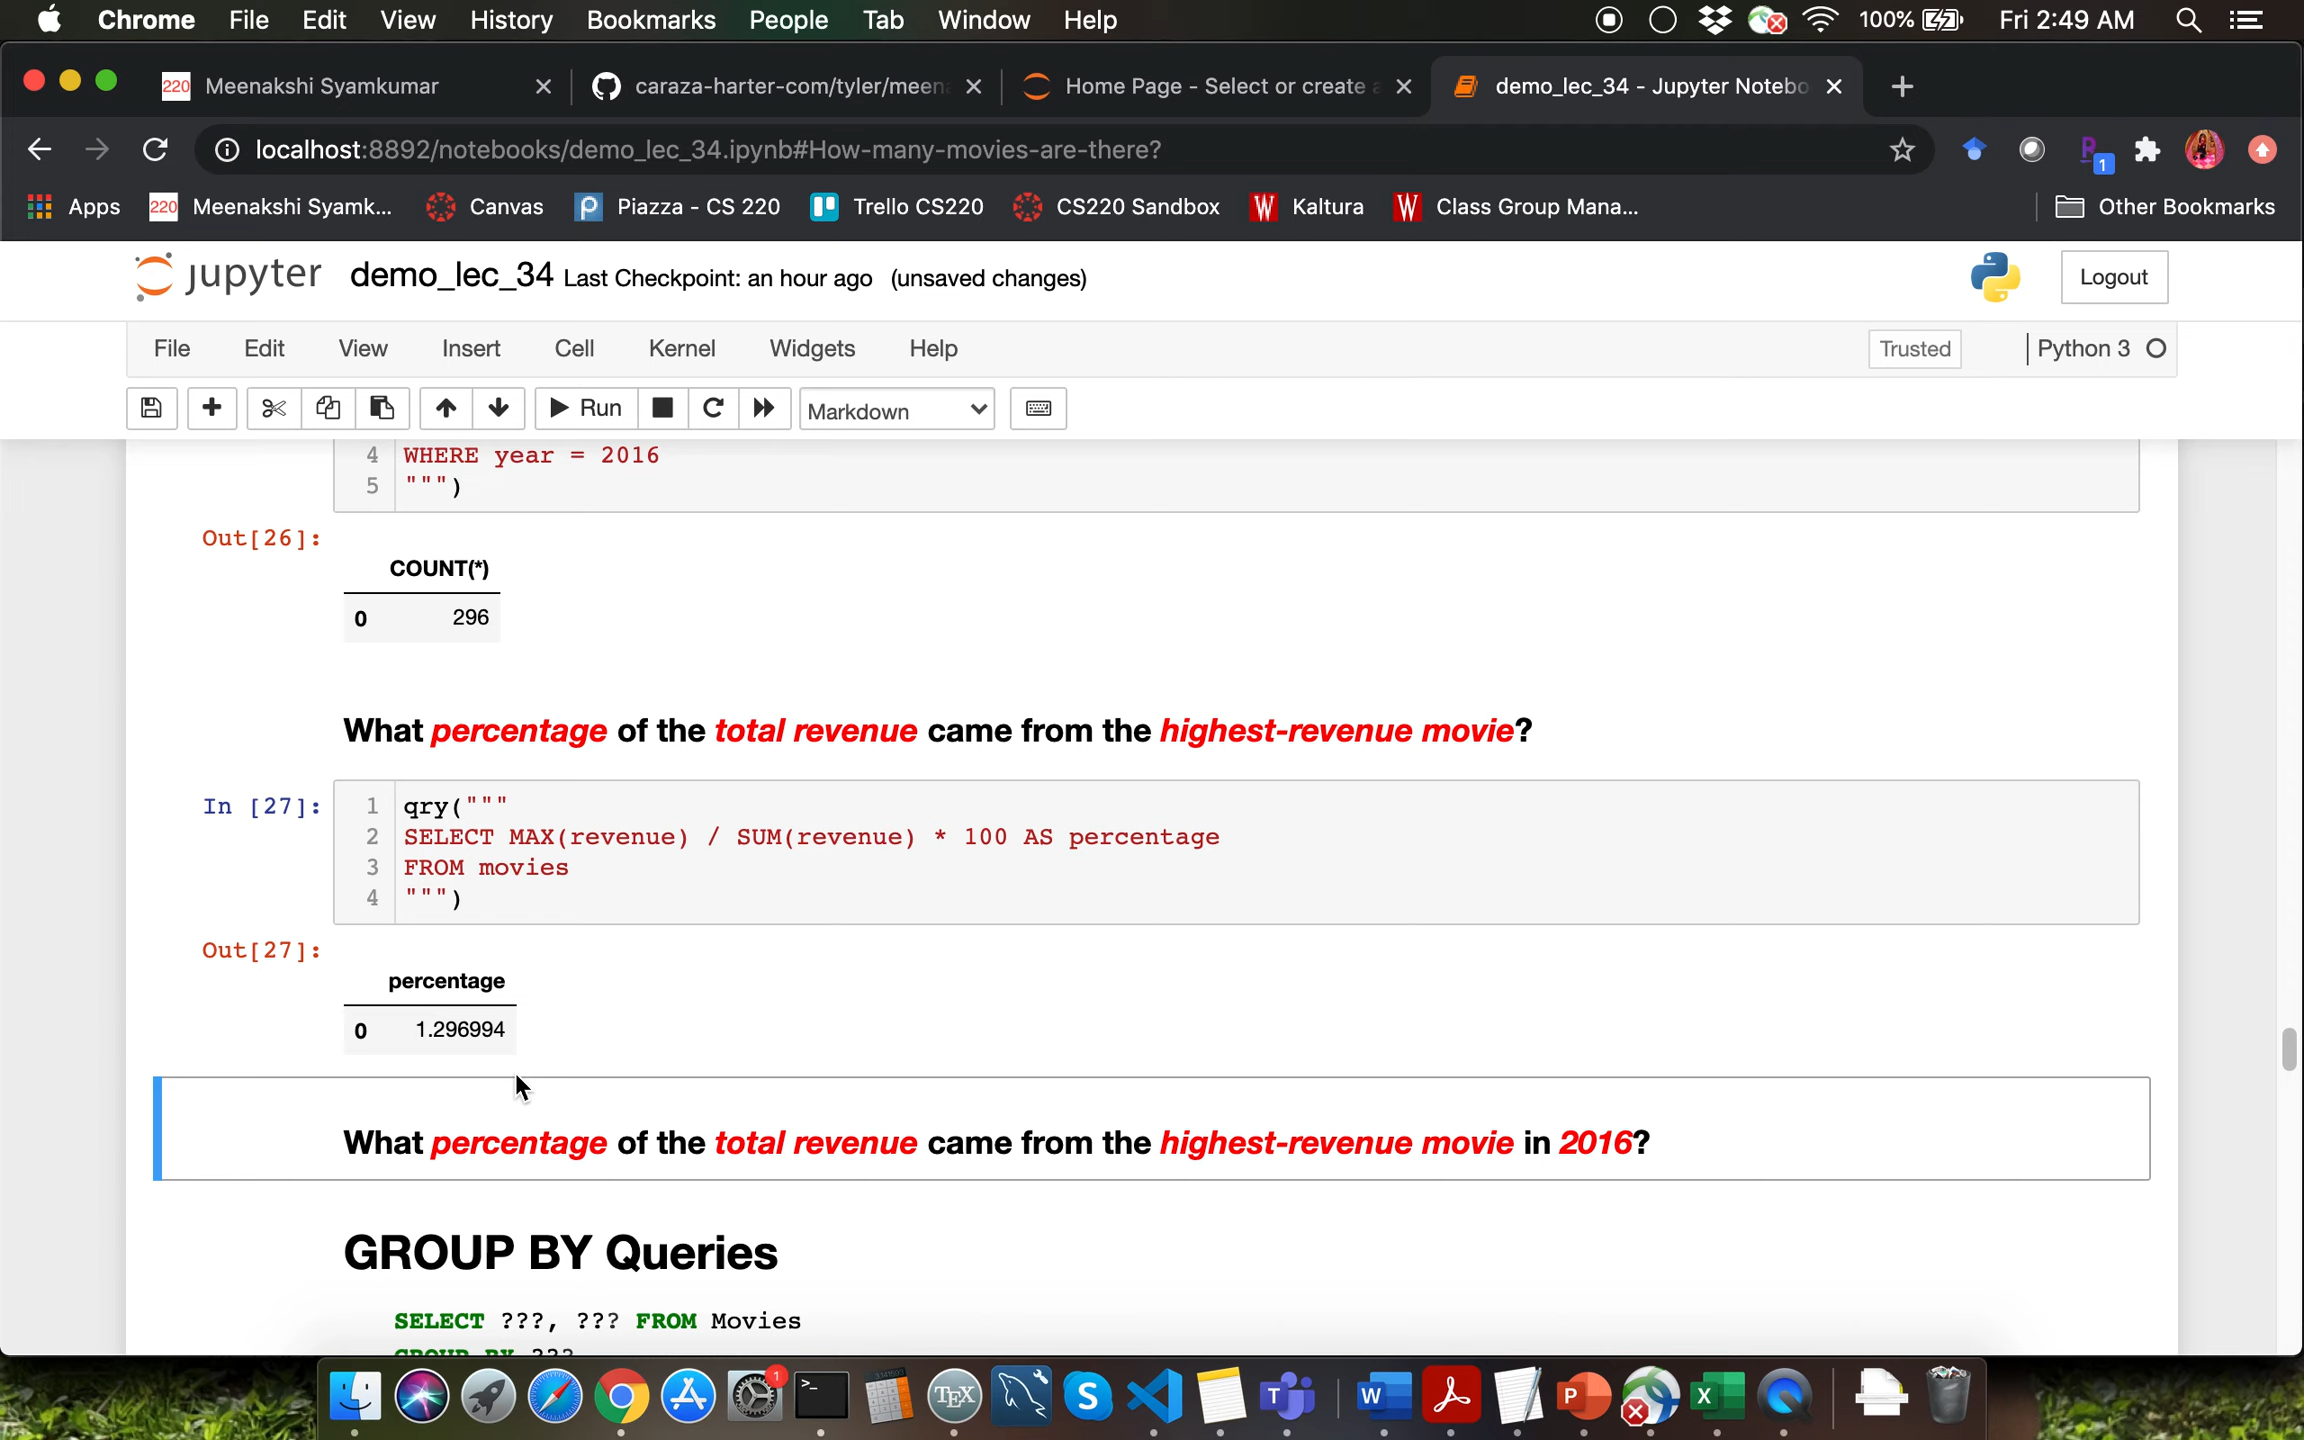 Chrome File Edit View History Bookmarks People Tab Window Help 100% Fri 2:49 AM
220 Meenakshi Syamkumar caraza-harter-com/tyler/meen Home Page - Select or create a demo_lec_34 - Jupyter Notebo
localhost:8892/notebooks/demo_lec_34.ipynb#How-many-movies-are-there? 1
Apps 220 Meenakshi Syamk... Canvas Piazza - CS 220 Trello CS220 CS220 Sandbox Kaltura Class Group Mana... Other Bookmarks
jupyter demo_lec_34 Last Checkpoint: an hour ago (unsaved changes) Logout
File Edit View Insert Cell Kernel Widgets Help Trusted Python 3
Run Markdown
4 WHERE year = 2016
5 """)
Out[26]:
COUNT(*)
0 296
What percentage of the total revenue came from the highest-revenue movie?
In [27]: 1 qry("""
2 SELECT MAX(revenue) / SUM(revenue) * 100 AS percentage
3 FROM movies
4 """)
Out[27]:
percentage
0 1.296994
What percentage of the total revenue came from the highest-revenue movie in 2016?
GROUP BY Queries
SELECT ???, ??? FROM Movies
GROUP BY ???
1
TEX